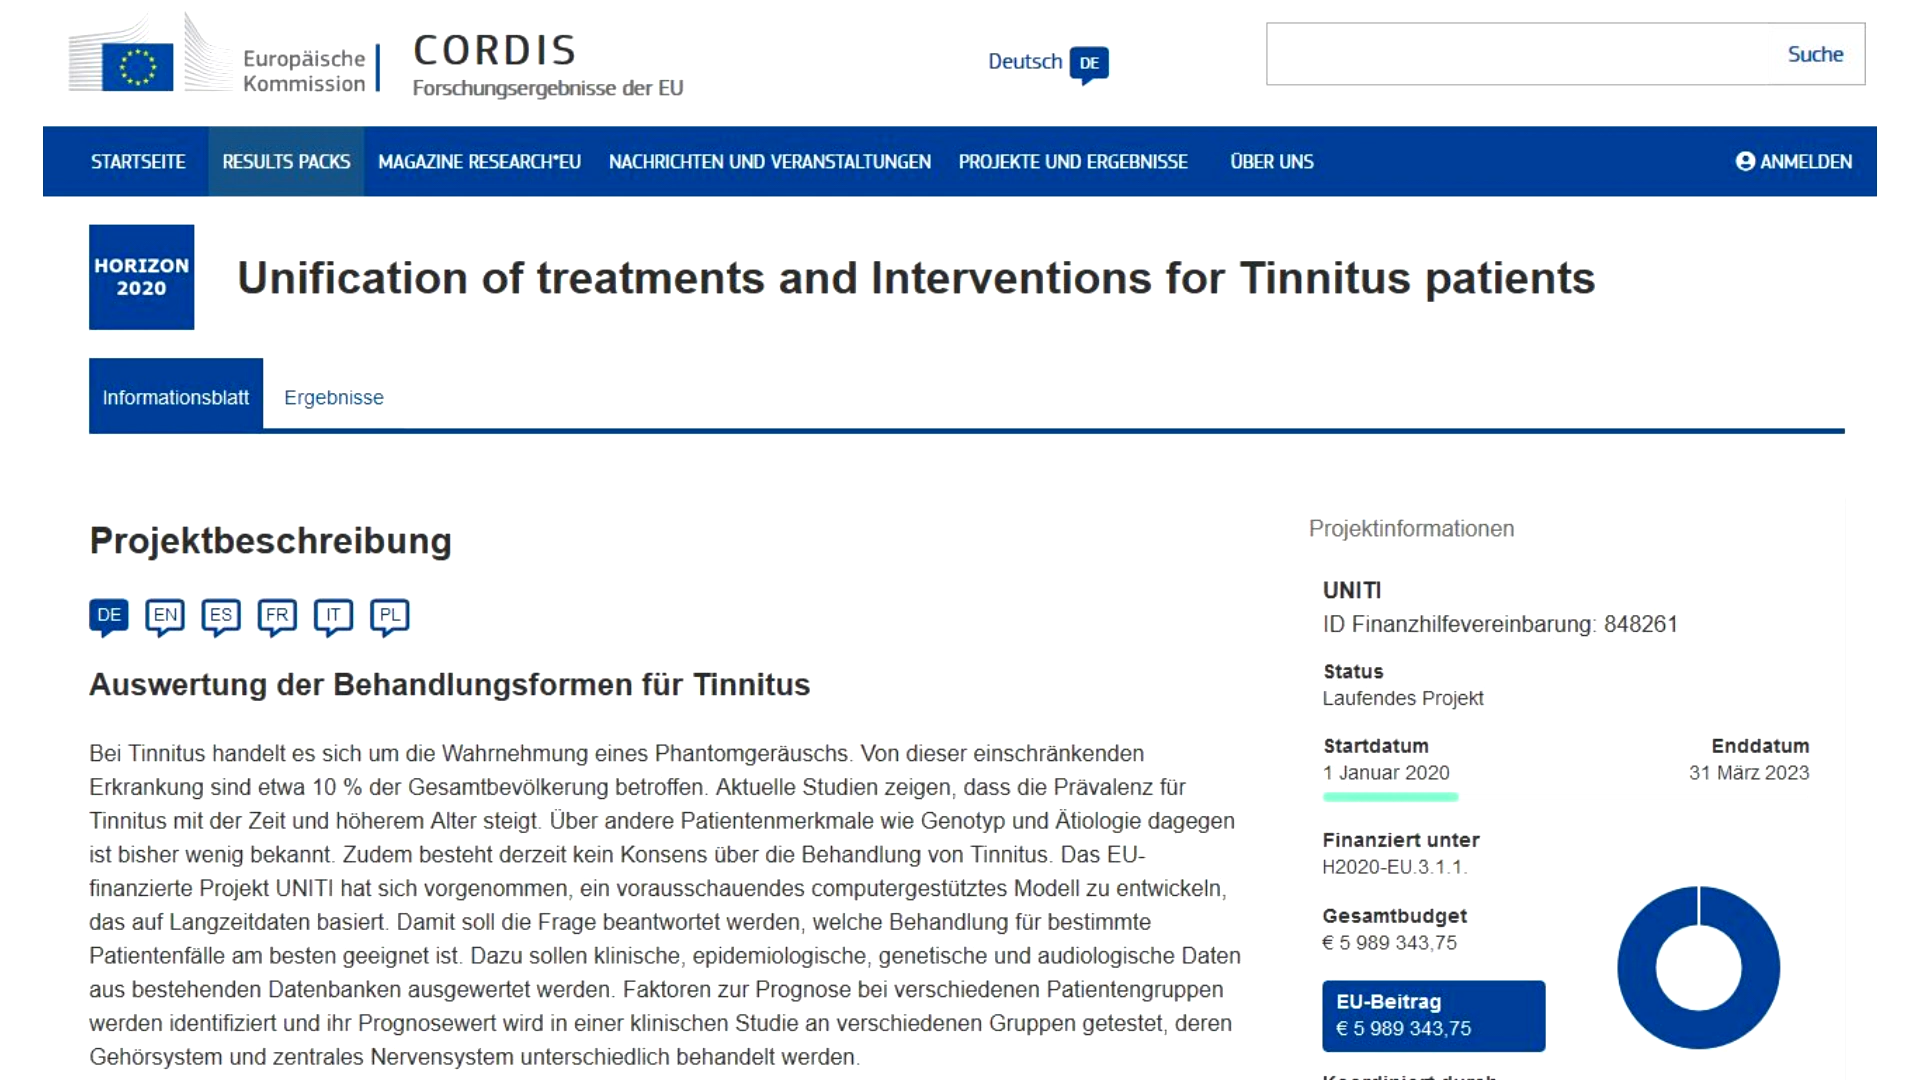 Europäische
Kommission
CORDIS
Forschungsergebnisse der EU
Deutsch DE
Suche
STARTSEITE RESULTS PACKS MAGAZINE RESEARCH*EU NACHRICHTEN UND VERANSTALTUNGEN PROJEKTE UND ERGEBNISSE ÜBER UNS ANMELDEN
HORIZON
2020
Unification of treatments and Interventions for Tinnitus patients
Informationsblatt Ergebnisse
Projektbeschreibung
DE EN ES FR IT PL
Auswertung der Behandlungsformen für Tinnitus
Bei Tinnitus handelt es sich um die Wahrnehmung eines Phantomgeräuschs. Von dieser einschränkenden
Erkrankung sind etwa 10 % der Gesamtbevölkerung betroffen. Aktuelle Studien zeigen, dass die Prävalenz für
Tinnitus mit der Zeit und höherem Alter steigt. Über andere Patientenmerkmale wie Genotyp und Ätiologie dagegen
ist bisher wenig bekannt. Zudem besteht derzeit kein Konsens über die Behandlung von Tinnitus. Das EU-
finanzierte Projekt UNITI hat sich vorgenommen, ein vorausschauendes computergestütztes Modell zu entwickeln,
das auf Langzeitdaten basiert. Damit soll die Frage beantwortet werden, welche Behandlung für bestimmte
Patientenfälle am besten geeignet ist. Dazu sollen klinische, epidemiologische, genetische und audiologische Daten
aus bestehenden Datenbanken ausgewertet werden. Faktoren zur Prognose bei verschiedenen Patientengruppen
werden identifiziert und ihr Prognosewert wird in einer klinischen Studie an verschiedenen Gruppen getestet, deren
Gehörsystem und zentrales Nervensystem unterschiedlich behandelt werden.
Projektinformationen
UNITI
ID Finanzhilfevereinbarung: 848261
Status
Laufendes Projekt
Startdatum Enddatum
1 Januar 2020 31 März 2023
Finanziert unter
H2020-EU.3.1.1.
Gesamtbudget
€ 5 989 343,75
EU-Beitrag
€ 5 989 343,75